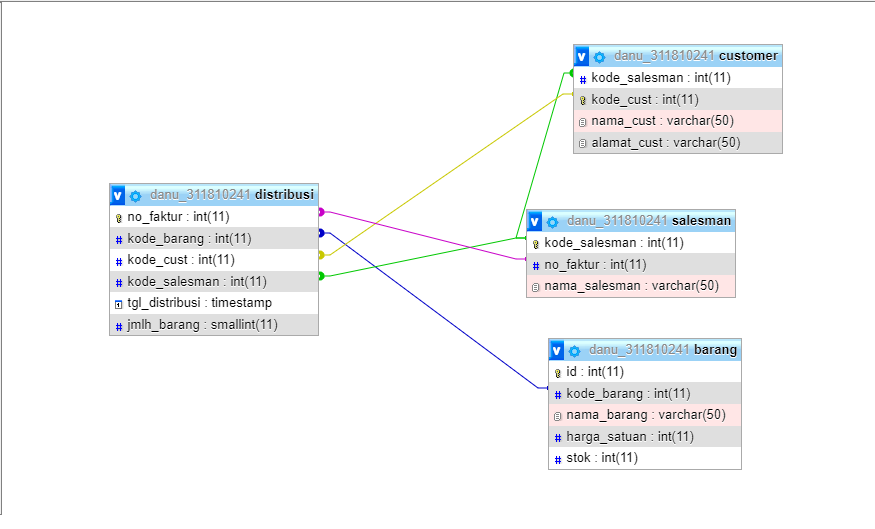 danu_311810241 customer
kode_salesman : int(11)
kode_cust : int(11)
nama_cust : varchar(50)
alamat_cust : varchar(50)
v danu_311810241 distribusi
no_faktur : int(11)
# kode_barang : int(11)
# kode_cust : int(11)
# kode_salesman : int(11)
tgl_distribusi : timestamp
# jmlh_barang : smallint(11)
v danu_311810241 salesman
kode_salesman : int(11)
# no_faktur : int(11)
nama_salesman : varchar(50)
v danu_311810241 barang
id : int(11)
# kode_barang : int(11)
nama_barang : varchar(50)
# harga_satuan : int(11)
# stok : int(11)